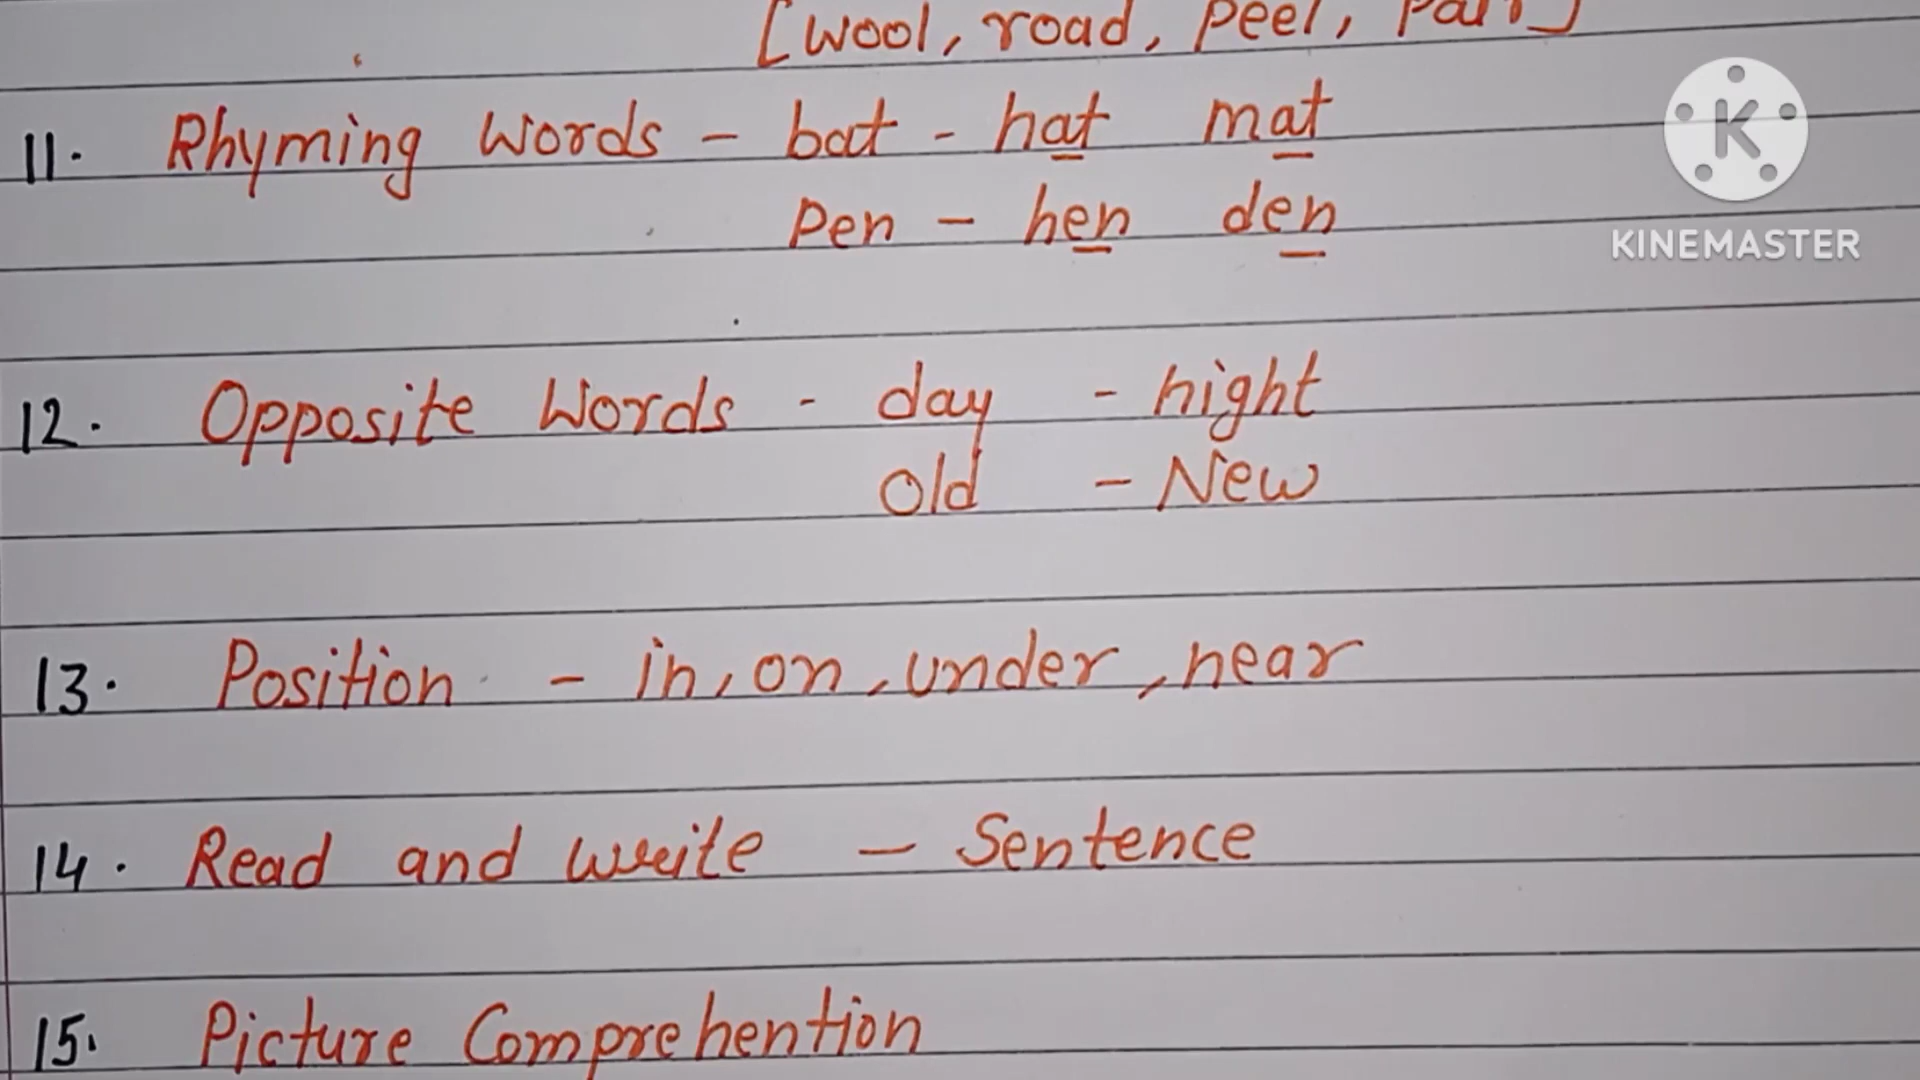 [wool, road, peel,
11. Rhyming words - bat - hat mat
Pen - hen den
12. Opposite Words - day - night
Old - New
13. Position - in, on, under, near
14. Read and write - Sentence
15. Picture Comprehention
K
KINEMASTER